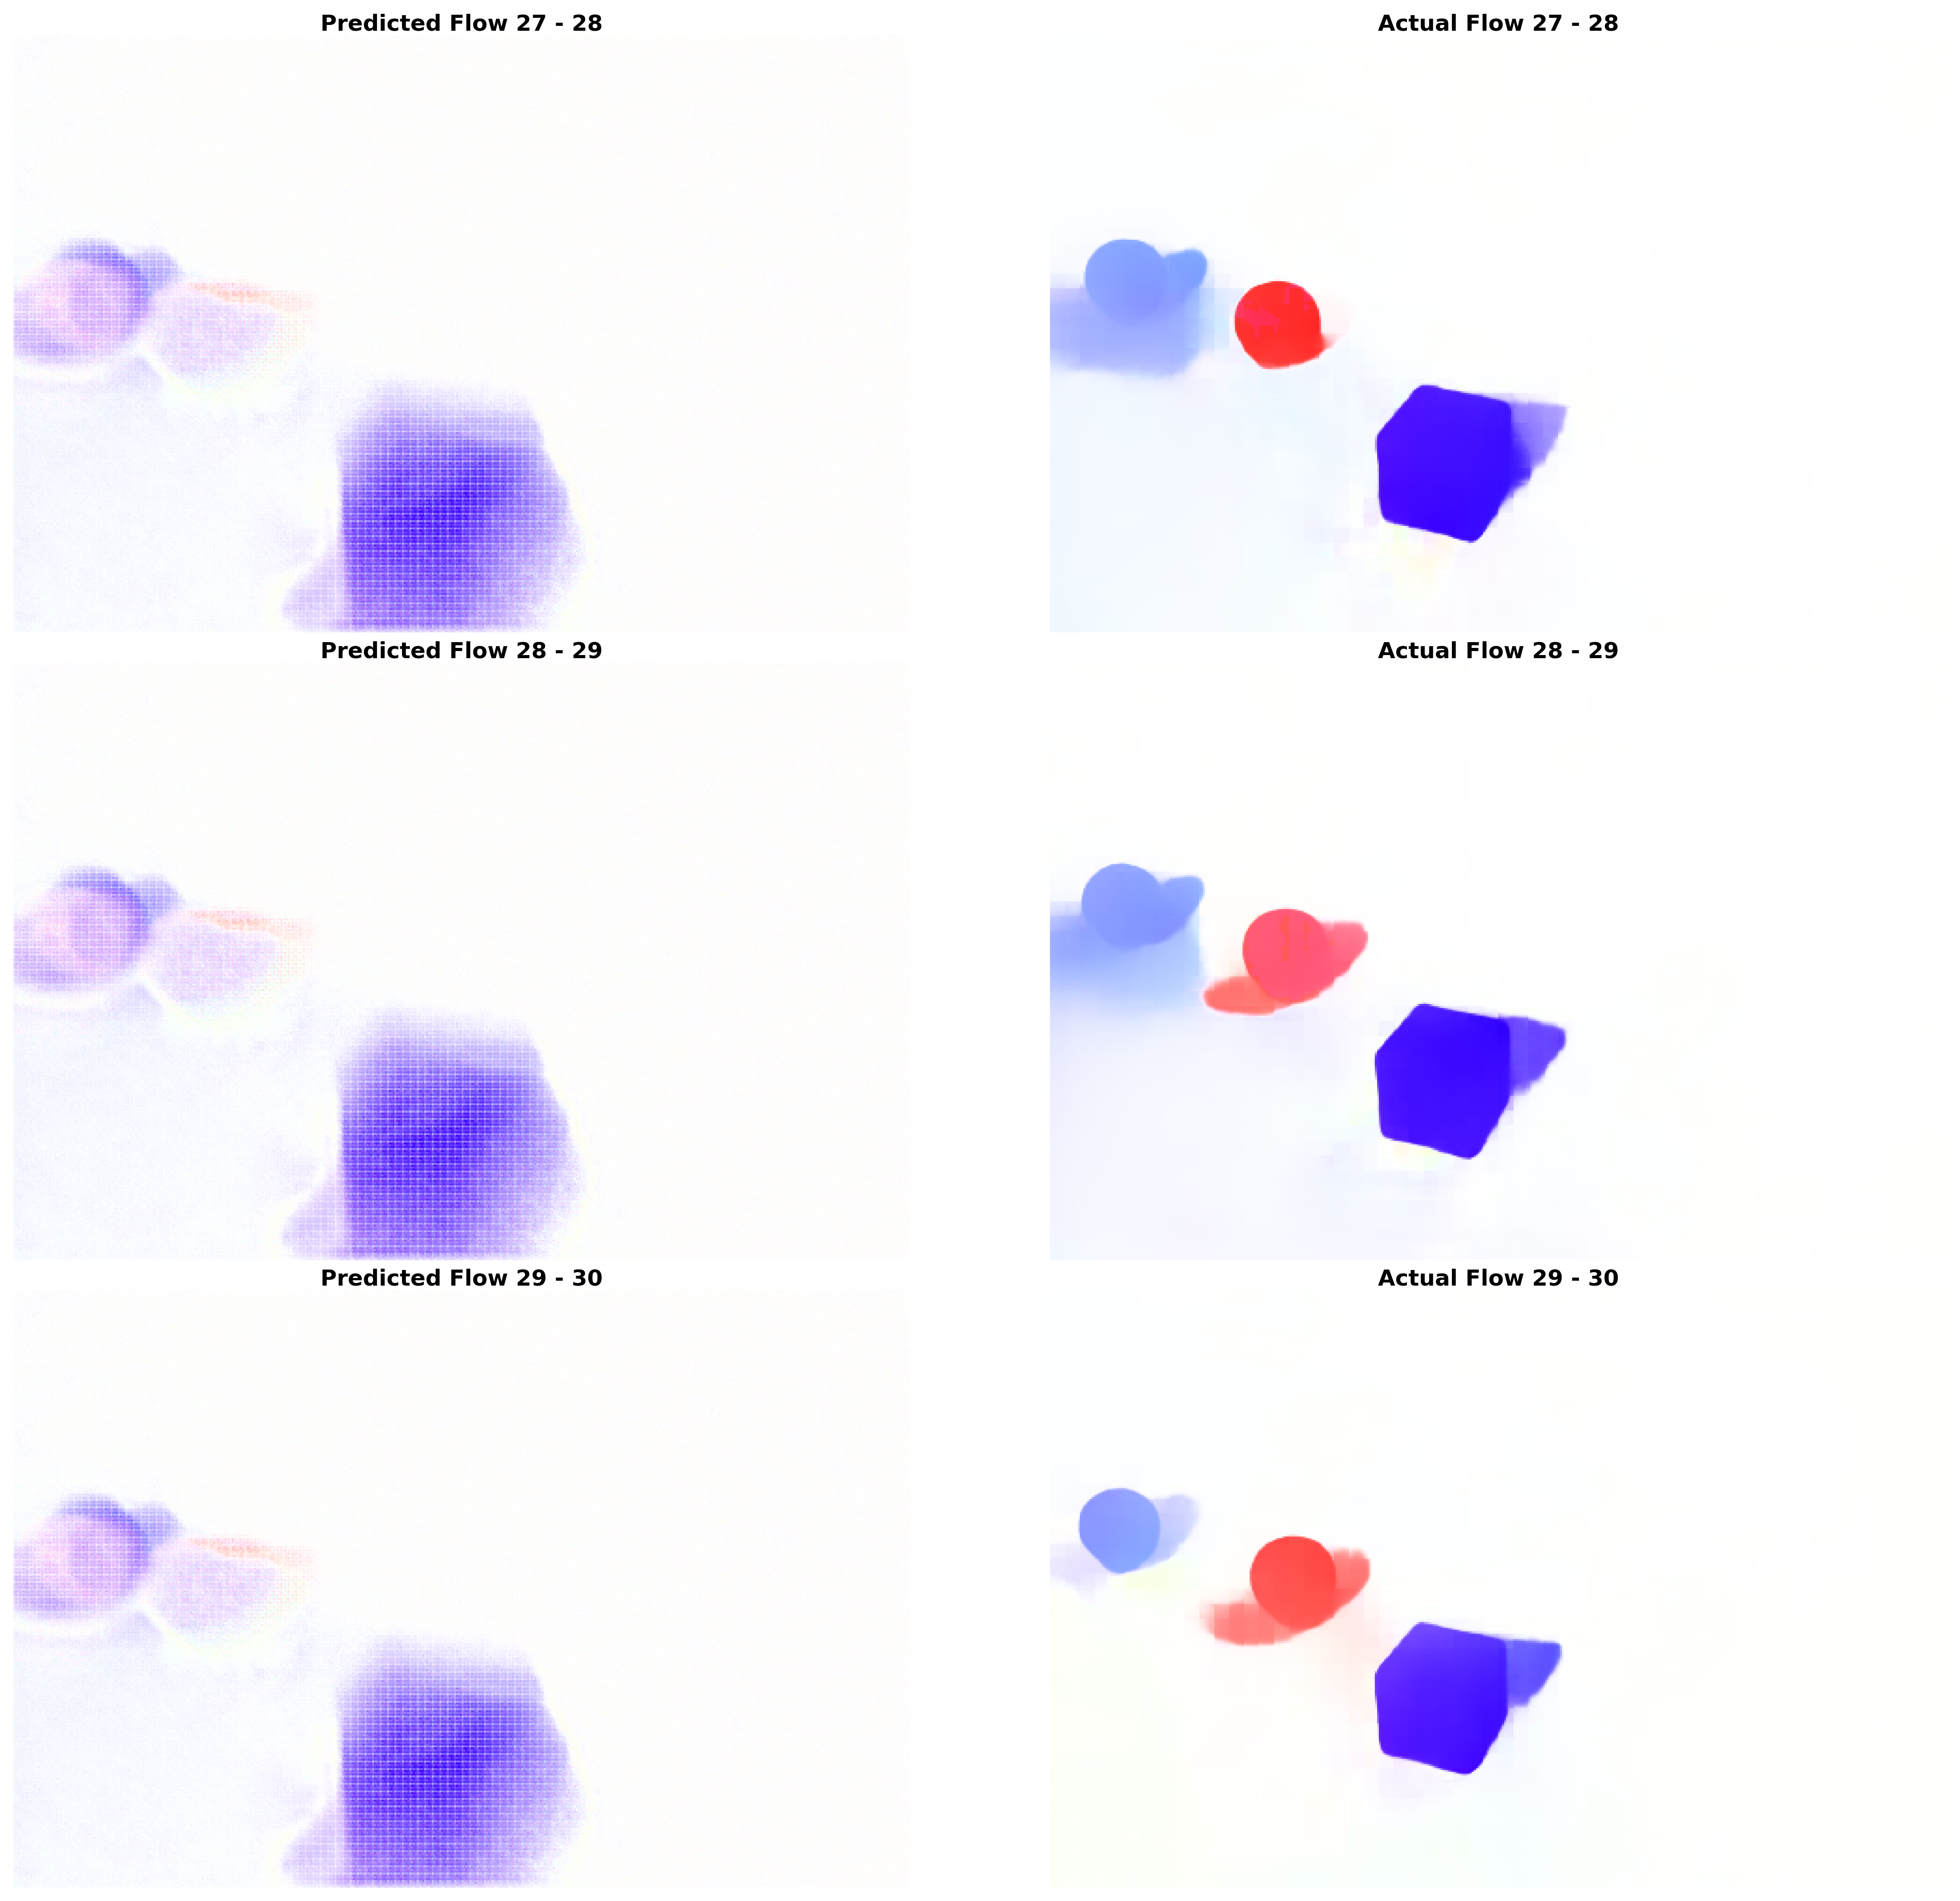 Predicted Flow 27 - 28
Actual Flow 27 - 28
Predicted Flow 28 - 29
Actual Flow 28 - 29
Predicted Flow 29 - 30
Actual Flow 29 - 30